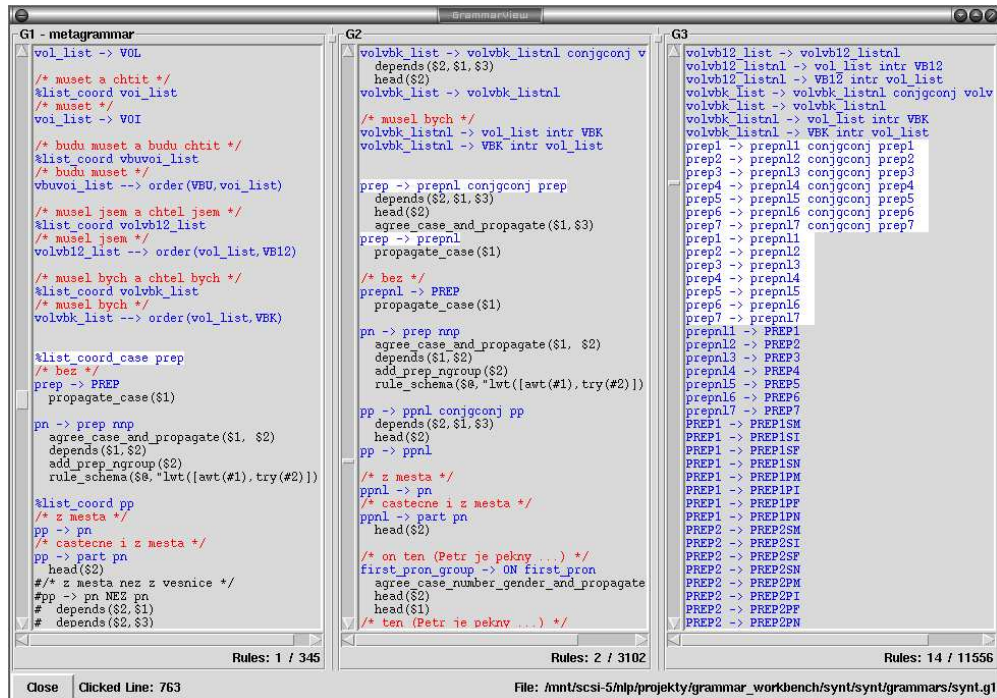 GrammarView
G1 - metagrammar
vol_list -> VOL
/* muset a chtit */
%list_coord voi_list
/* muset */
voi_list -> VOI
/* budu muset a budu chtit */
%list_coord vbuvoi_list
/* budu muset */
vbuvoi_list --> order(VBU,voi_list)
/* musel jsem a chtel jsem */
%list_coord volvb12_list
/* musel jsem */
volvb12_list --> order(vol_list,VB12)
/* musel bych a chtel bych */
%list_coord volvbk_list
/* musel bych */
volvbk_list --> order(vol_list,VBK)
%list_coord_case prep
/* bez */
prep -> PREP
propagate_case($1)
pn -> prep nnp
agree_case_and_propagate($1, $2)
depends($1,$2)
add_prep_ngroup($2)
rule_schema($@,"lwt([awt(#1),try(#2)])
%list_coord pp
/* z mesta */
pp -> pn
/* castecne i z mesta */
pp -> part pn
head($2)
#/* z mesta nez z vesnice */
#pp -> pn NEZ pn
# depends($2,$1)
# depends($2,$3)
Rules: 1 / 345
G2
volvbk_list -> volvbk_listnl conjgconj v
depends($2,$1,$3)
head($2)
volvbk_list -> volvbk_listnl
/* musel bych */
volvbk_listnl -> vol_list intr VBK
volvbk_listnl -> VBK intr vol_list
prep -> prepnl conjgconj prep
depends($2,$1,$3)
head($2)
agree_case_and_propagate($1,$3)
prep -> prepnl
propagate_case($1)
/* bez */
prepnl -> PREP
propagate_case($1)
pn -> prep nnp
agree_case_and_propagate($1, $2)
depends($1,$2)
add_prep_ngroup($2)
rule_schema($@,"lwt([awt(#1),try(#2)])
pp -> ppnl conjgconj pp
depends($2,$1,$3)
head($2)
pp -> ppnl
/* z mesta */
ppnl -> pn
/* castecne i z mesta */
ppnl -> part pn
head($2)
/* on ten (Petr je pekny ...) */
first_pron_group -> ON first_pron
agree_case_number_gender_and_propagate
head($2)
head($1)
/* ten (Petr je pekny ...) */
Rules: 2 / 3102
G3
volvb12_list -> volvb12_listnl
volvb12_listnl -> vol_list intr VB12
volvb12_listnl -> VB12 intr vol_list
volvbk_list -> volvbk_listnl conjgconj volv
volvbk_list -> volvbk_listnl
volvbk_listnl -> vol_list intr VBK
volvbk_listnl -> VBK intr vol_list
prep1 -> prepnl1 conjgconj prep1
prep2 -> prepnl2 conjgconj prep2
prep3 -> prepnl3 conjgconj prep3
prep4 -> prepnl4 conjgconj prep4
prep5 -> prepnl5 conjgconj prep5
prep6 -> prepnl6 conjgconj prep6
prep7 -> prepnl7 conjgconj prep7
prep1 -> prepnl1
prep2 -> prepnl2
prep3 -> prepnl3
prep4 -> prepnl4
prep5 -> prepnl5
prep6 -> prepnl6
prep7 -> prepnl7
prepnl1 -> PREP1
prepnl2 -> PREP2
prepnl3 -> PREP3
prepnl4 -> PREP4
prepnl5 -> PREP5
prepnl6 -> PREP6
prepnl7 -> PREP7
PREP1 -> PREP1SM
PREP1 -> PREP1SI
PREP1 -> PREP1SF
PREP1 -> PREP1SN
PREP1 -> PREP1PM
PREP1 -> PREP1PI
PREP1 -> PREP1PF
PREP1 -> PREP1PN
PREP2 -> PREP2SM
PREP2 -> PREP2SI
PREP2 -> PREP2SF
PREP2 -> PREP2SN
PREP2 -> PREP2PM
PREP2 -> PREP2PI
PREP2 -> PREP2PF
PREP2 -> PREP2PN
Rules: 14 / 11556
Close
Clicked Line: 763
File: /mnt/scsi-5/nlp/projekty/grammar_workbench/synt/synt/grammars/synt.g1